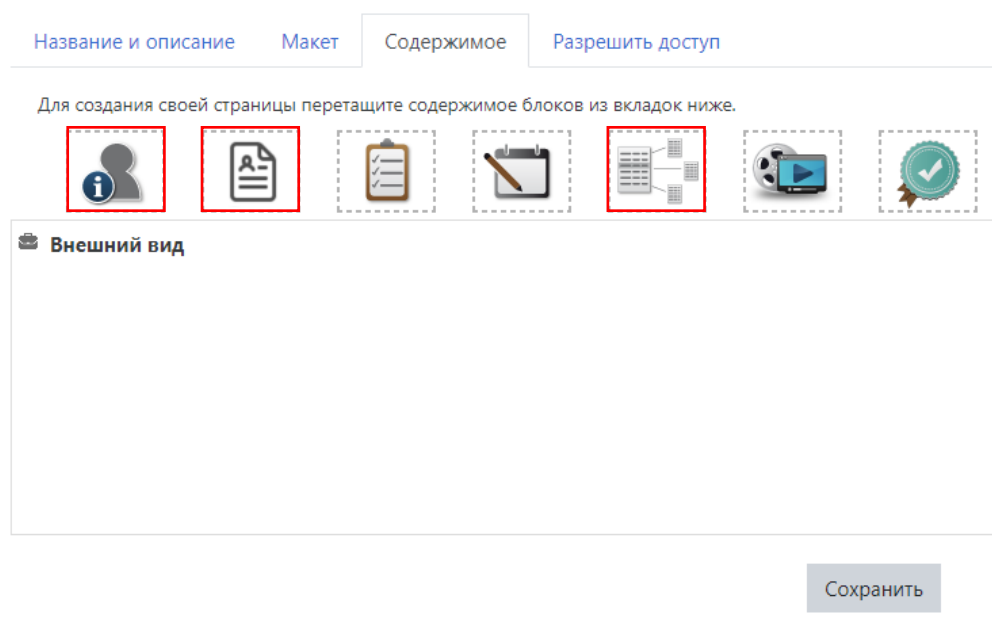 Название и описание Макет Содержимое Разрешить доступ
Для создания своей страницы перетащите содержимое блоков из вкладок ниже.
Внешний вид
Сохранить